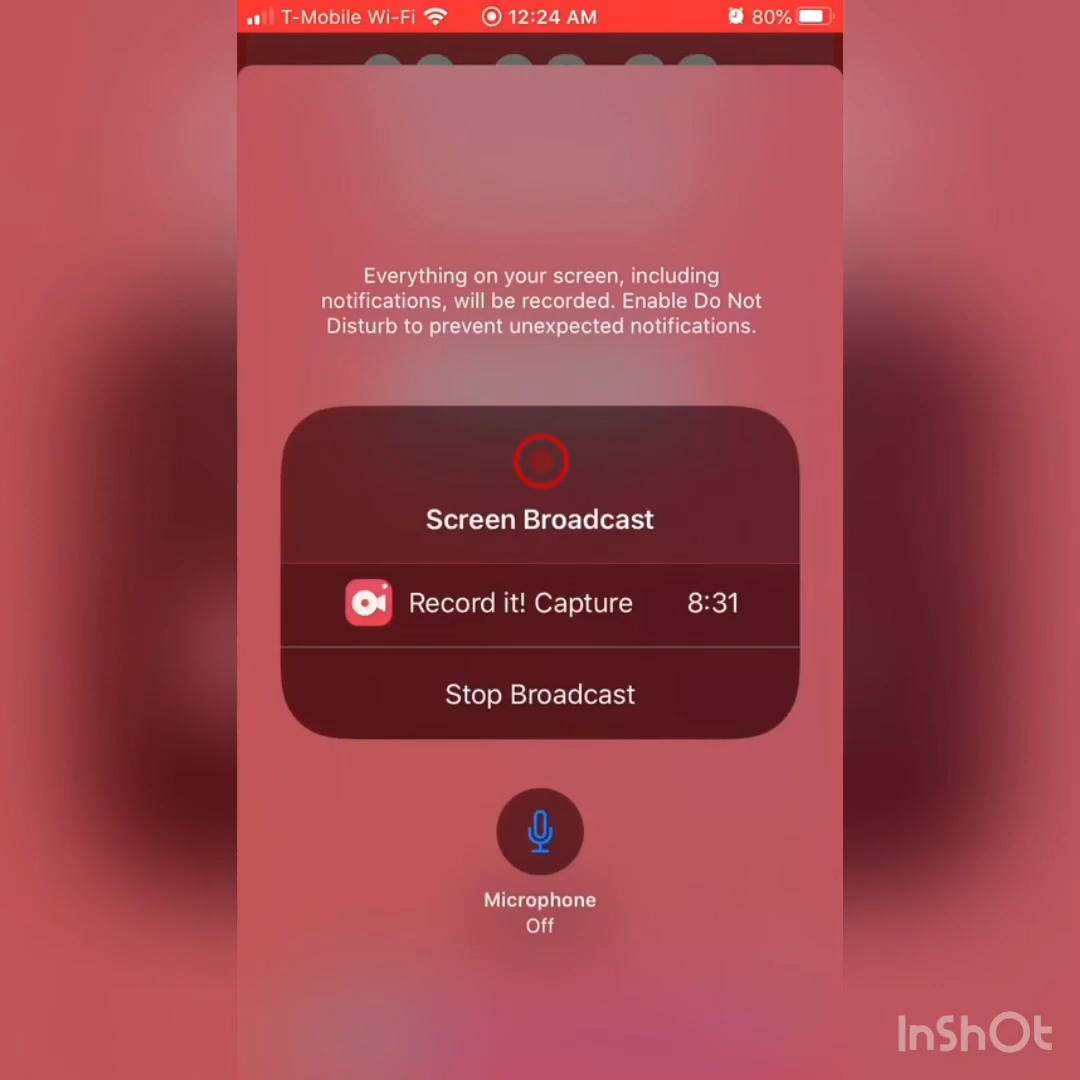 T-Mobile Wi-Fi 12:24 AM 80%
Everything on your screen, including
notifications, will be recorded. Enable Do Not
Disturb to prevent unexpected notifications.
Screen Broadcast
Record it! Capture 8:31
Stop Broadcast
Microphone
Off
InShOt